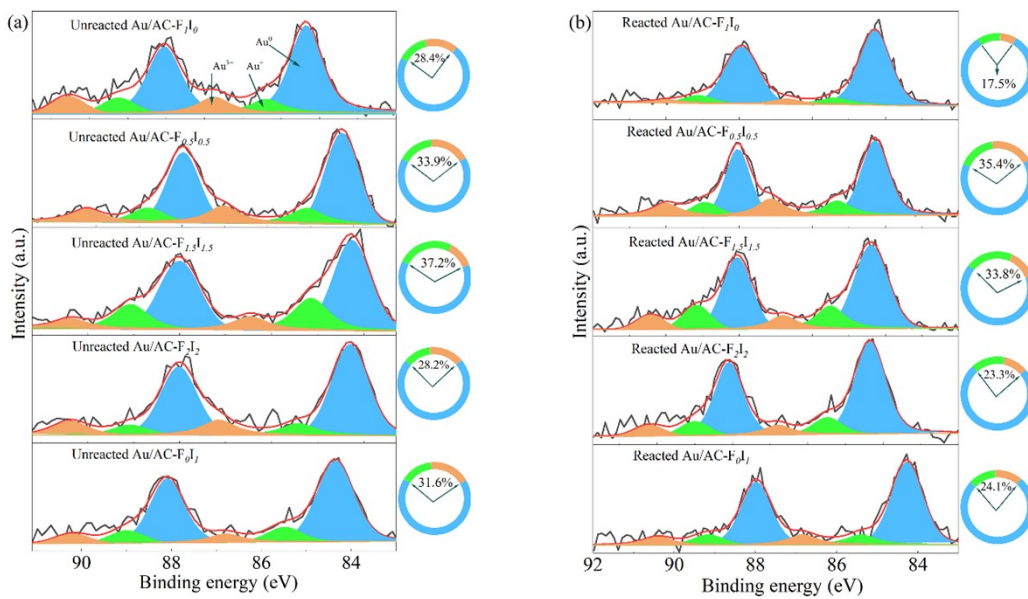 (a)
Intensity (a.u.)
Unreacted Au/AC-F1I0
Au3+
Au+
Au0
28.4%
Unreacted Au/AC-F0.5I0.5
33.9%
Unreacted Au/AC-F1.5I1.5
37.2%
Unreacted Au/AC-F2I2
28.2%
Unreacted Au/AC-F0I1
31.6%
90 88 86 84
Binding energy (eV)
(b)
Intensity (a.u.)
Reacted Au/AC-F1I0
17.5%
Reacted Au/AC-F0.5I0.5
35.4%
Reacted Au/AC-F1.5I1.5
33.8%
Reacted Au/AC-F2I2
23.3%
Reacted Au/AC-F0I1
24.1%
92 90 88 86 84
Binding energy (eV)